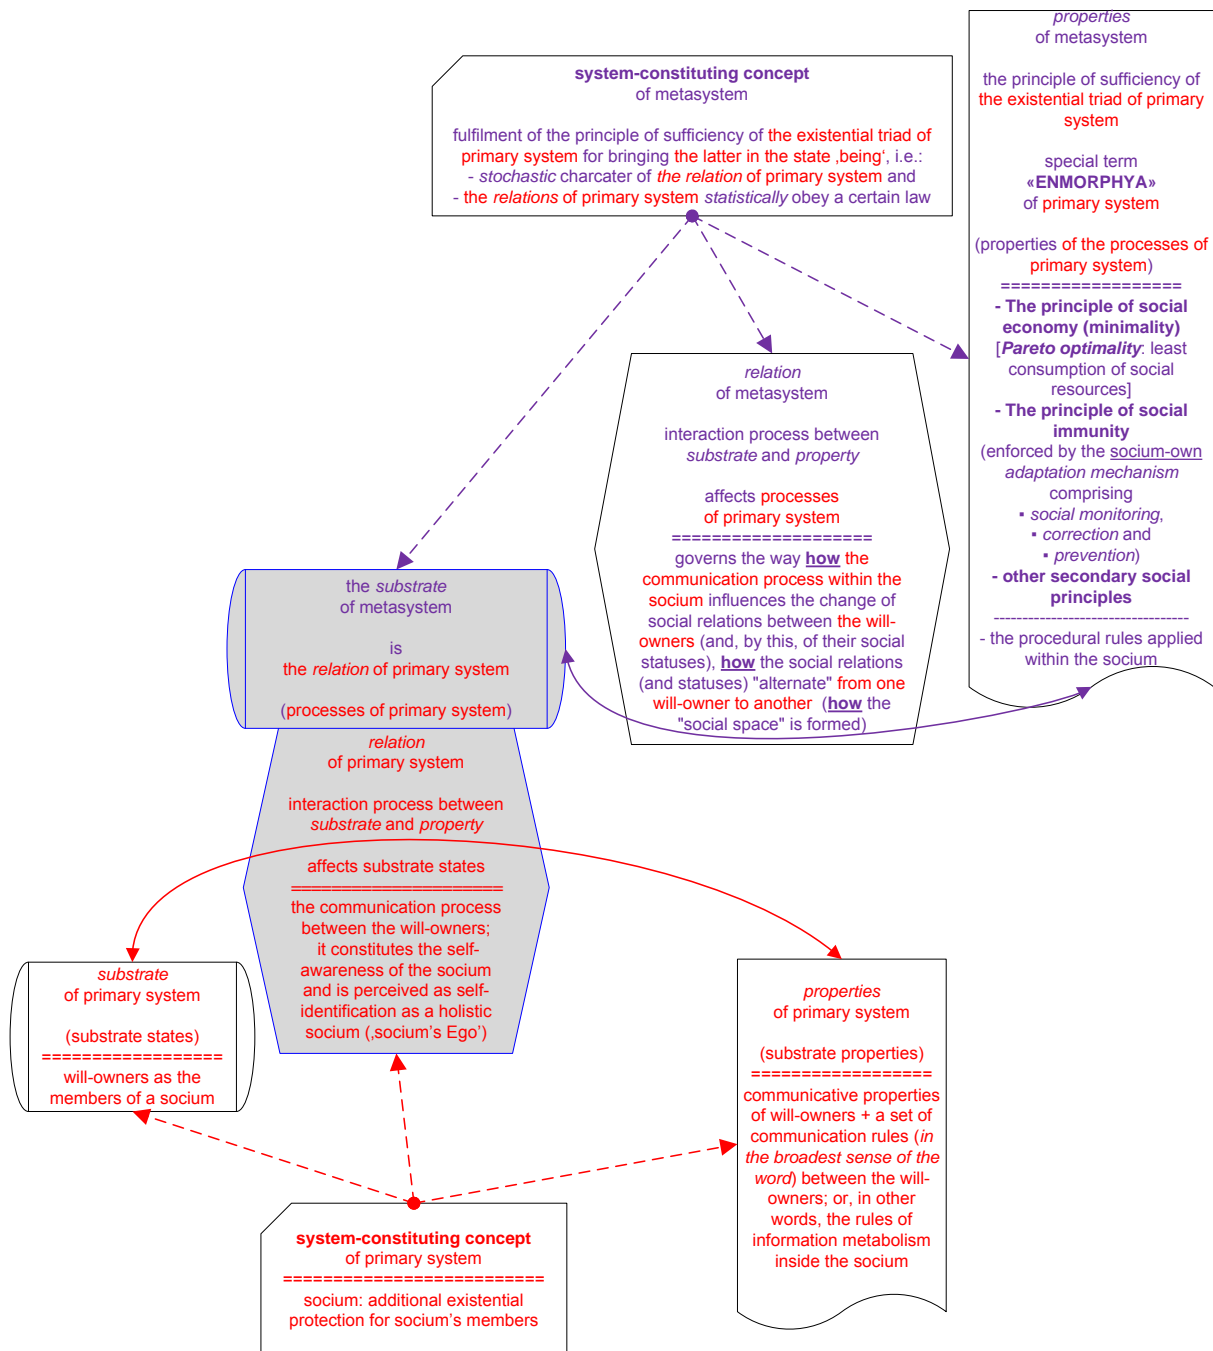 system-constituting concept
of metasystem
fulfilment of the principle of sufficiency of the existential triad of
primary system for bringing the latter in the state ‚being‘, i.e.:
- stochastic charcater of the relation of primary system and
- the relations of primary system statistically obey a certain law
properties
of metasystem
the principle of sufficiency of
the existential triad of primary
system
special term
«ENMORPHYA»
of primary system
(properties of the processes of
primary system)
==================
- The principle of social
economy (minimality)
[Pareto optimality: least
consumption of social
resources]
- The principle of social
immunity
(enforced by the socium-own
adaptation mechanism
comprising
▪ social monitoring,
▪ correction and
▪ prevention)
- other secondary social
principles
----------------------------------
- the procedural rules applied
within the socium
relation
of metasystem
interaction process between
substrate and property
affects processes
of primary system
====================
governs the way how the
communication process within the
socium influences the change of
social relations between the will-
owners (and, by this, of their social
statuses), how the social relations
(and statuses) "alternate" from one
will-owner to another (how the
"social space" is formed)
the substrate
of metasystem
is
the relation of primary system
(processes of primary system)
relation
of primary system
interaction process between
substrate and property
affects substrate states
=====================
the communication process
between the will-owners;
it constitutes the self-
awareness of the socium
and is perceived as self-
identification as a holistic
socium (‚socium’s Ego’)
substrate
of primary system
(substrate states)
==================
will-owners as the
members of a socium
properties
of primary system
(substrate properties)
==================
communicative properties
of will-owners + a set of
communication rules (in
the broadest sense of the
word) between the will-
owners; or, in other
words, the rules of
information metabolism
inside the socium
system-constituting concept
of primary system
==========================
socium: additional existential
protection for socium’s members